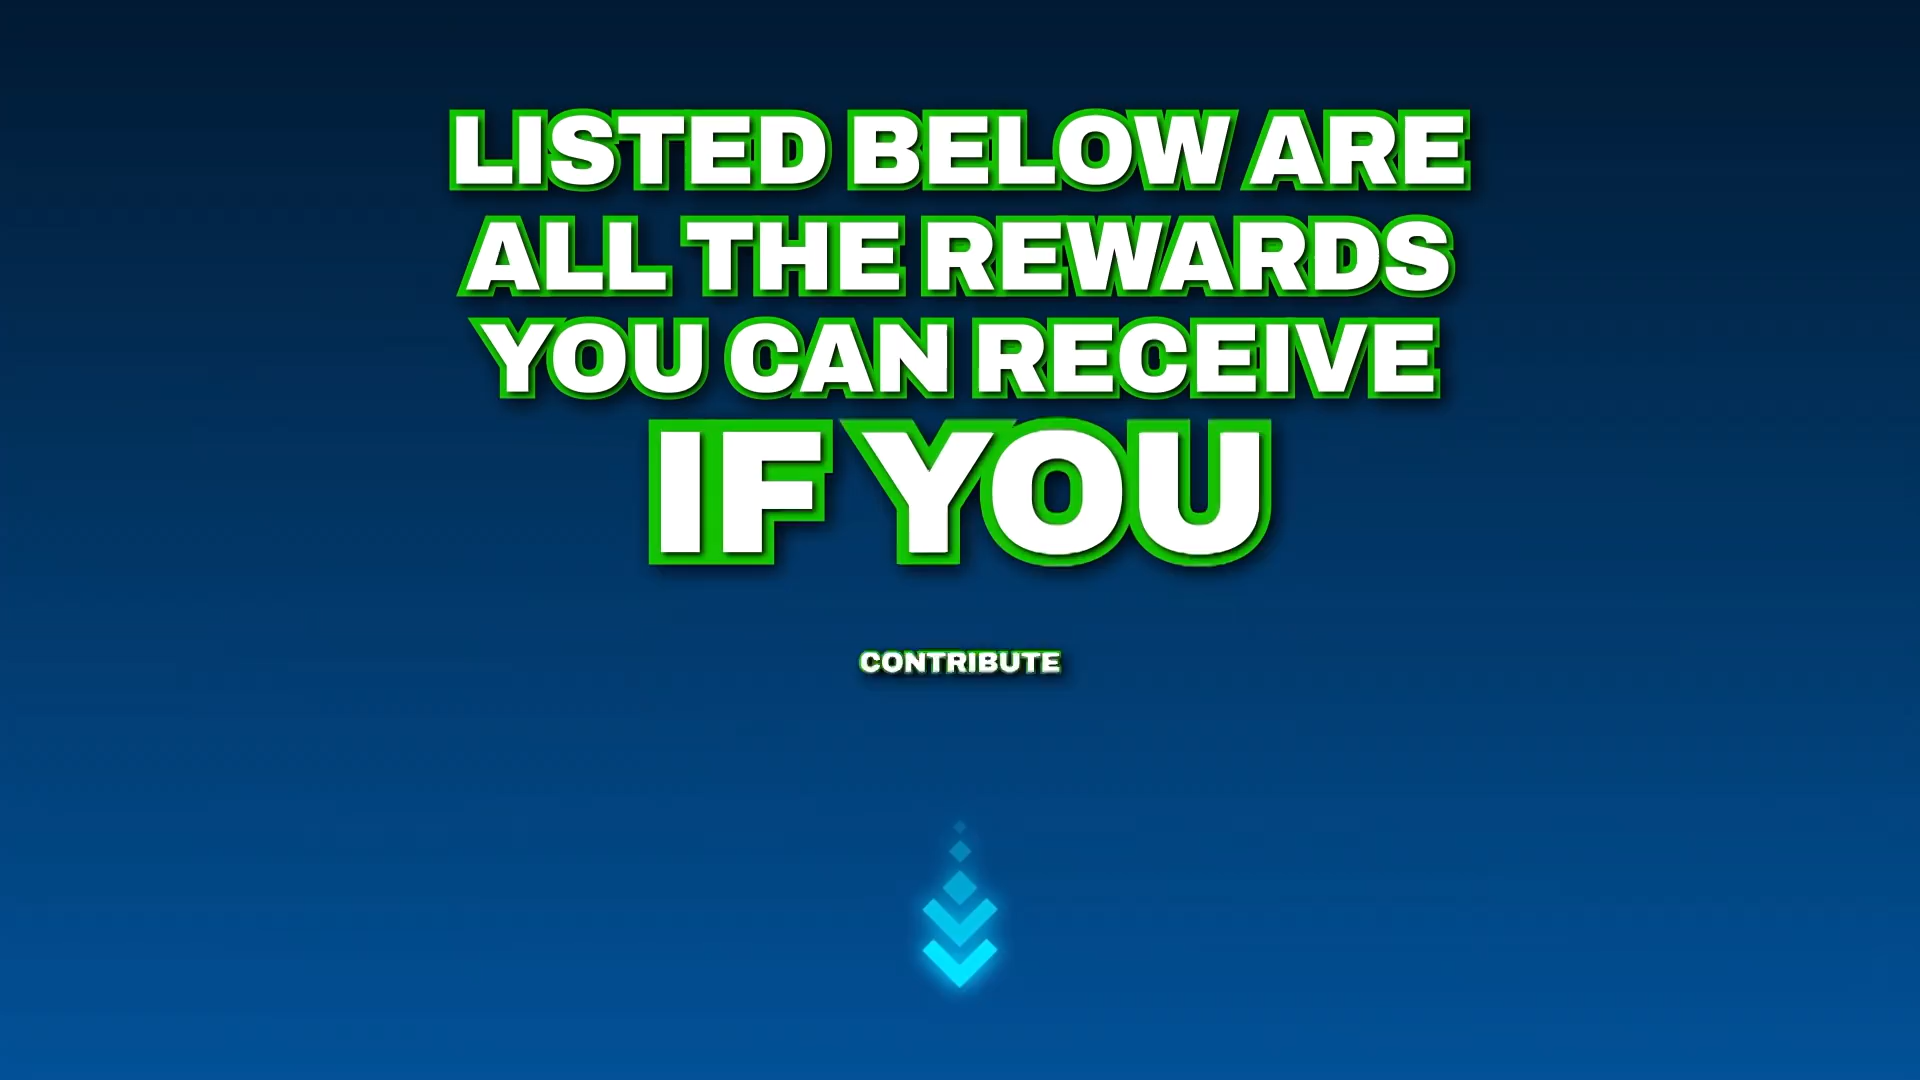 LISTED BELOW ARE
ALL THE REWARDS
YOU CAN RECEIVE
IF YOU
CONTRIBUTE